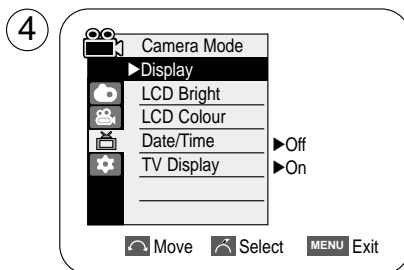 4
Camera Mode
▶Display
LCD Bright
LCD Colour
Date/Time ▶Off
TV Display ▶On
Move Select MENU Exit